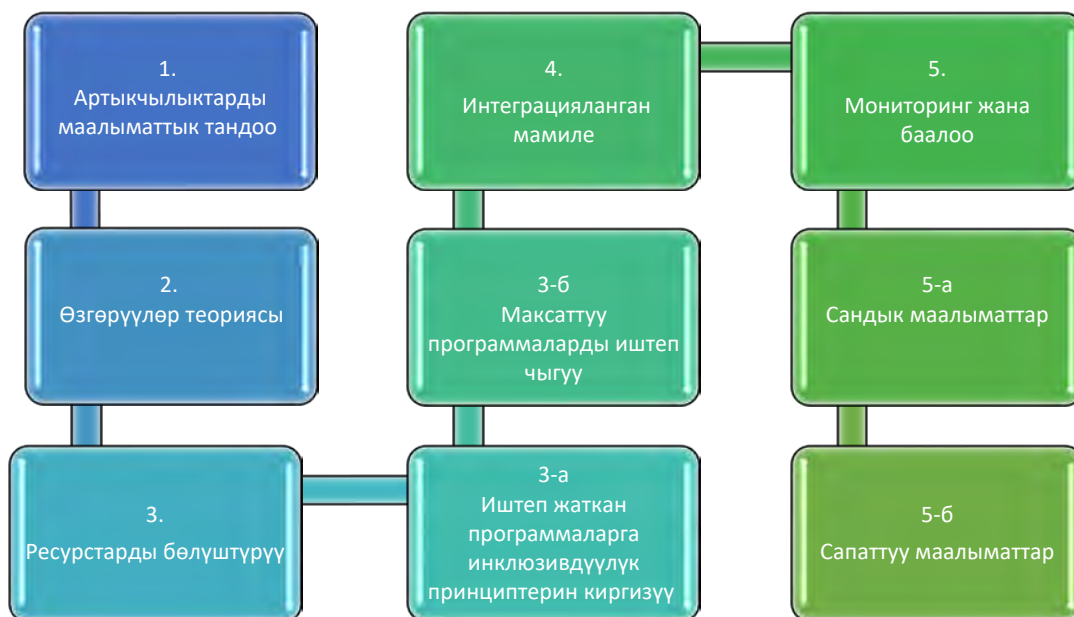 1.
Артыкчылыктарды
маалыматтык тандоо
2.
Өзгөрүүлөр теориясы
3.
Ресурстарды бөлүштүрүү
3-а
Иштеп жаткан
программаларга
инклюзивдүүлүк
принциптерин киргизүү
3-б
Максаттуу
программаларды иштеп
чыгуу
4.
Интеграцияланган
мамиле
5.
Мониторинг жана
баалоо
5-а
Сандык маалыматтар
5-б
Сапаттуу маалыматтар